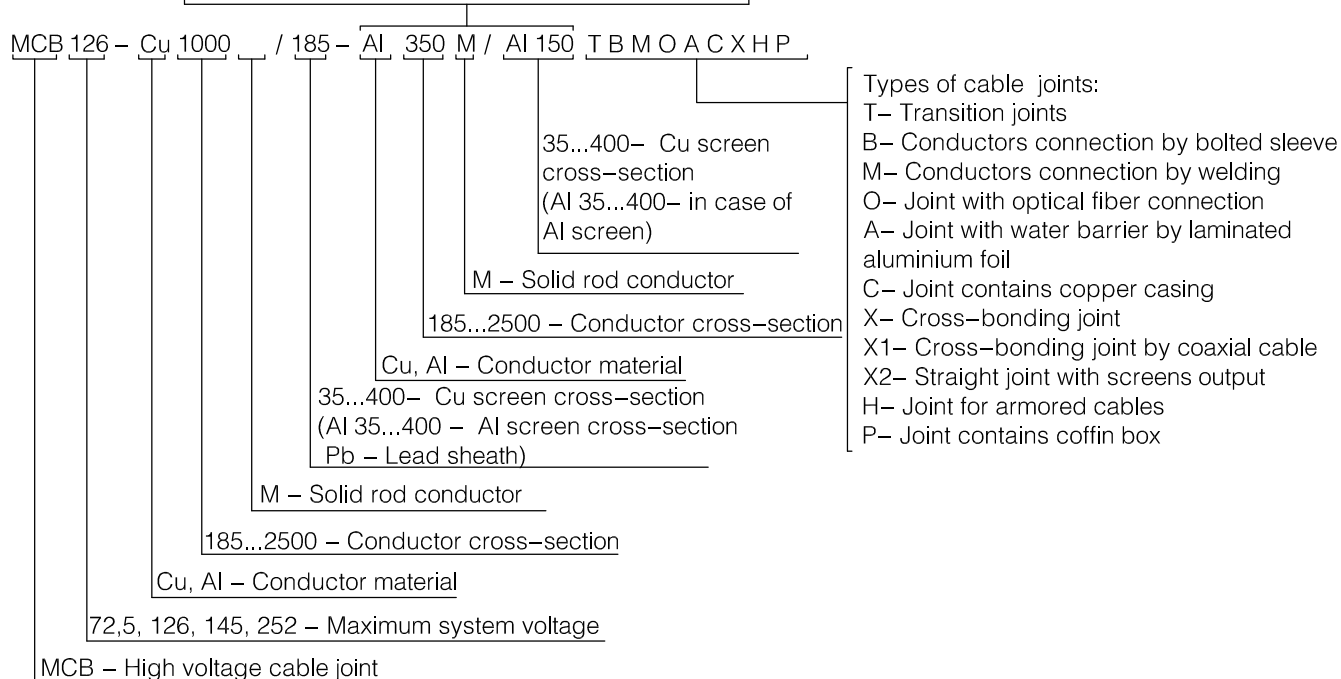 MCB 126 – Cu 1000 / 185 – Al 350 M / Al 150 T B M O A C X H P
Types of cable joints:
T– Transition joints
B– Conductors connection by bolted sleeve
M– Conductors connection by welding
O– Joint with optical fiber connection
A– Joint with water barrier by laminated
aluminium foil
C– Joint contains copper casing
X– Cross–bonding joint
X1– Cross–bonding joint by coaxial cable
X2– Straight joint with screens output
H– Joint for armored cables
P– Joint contains coffin box
35...400– Cu screen
cross–section
(Al 35...400– in case of
Al screen)
M – Solid rod conductor
185...2500 – Conductor cross–section
Cu, Al – Conductor material
35...400– Cu screen cross–section
(Al 35...400 – Al screen cross–section
Pb – Lead sheath)
M – Solid rod conductor
185...2500 – Conductor cross–section
Cu, Al – Conductor material
72,5, 126, 145, 252 – Maximum system voltage
MCB – High voltage cable joint